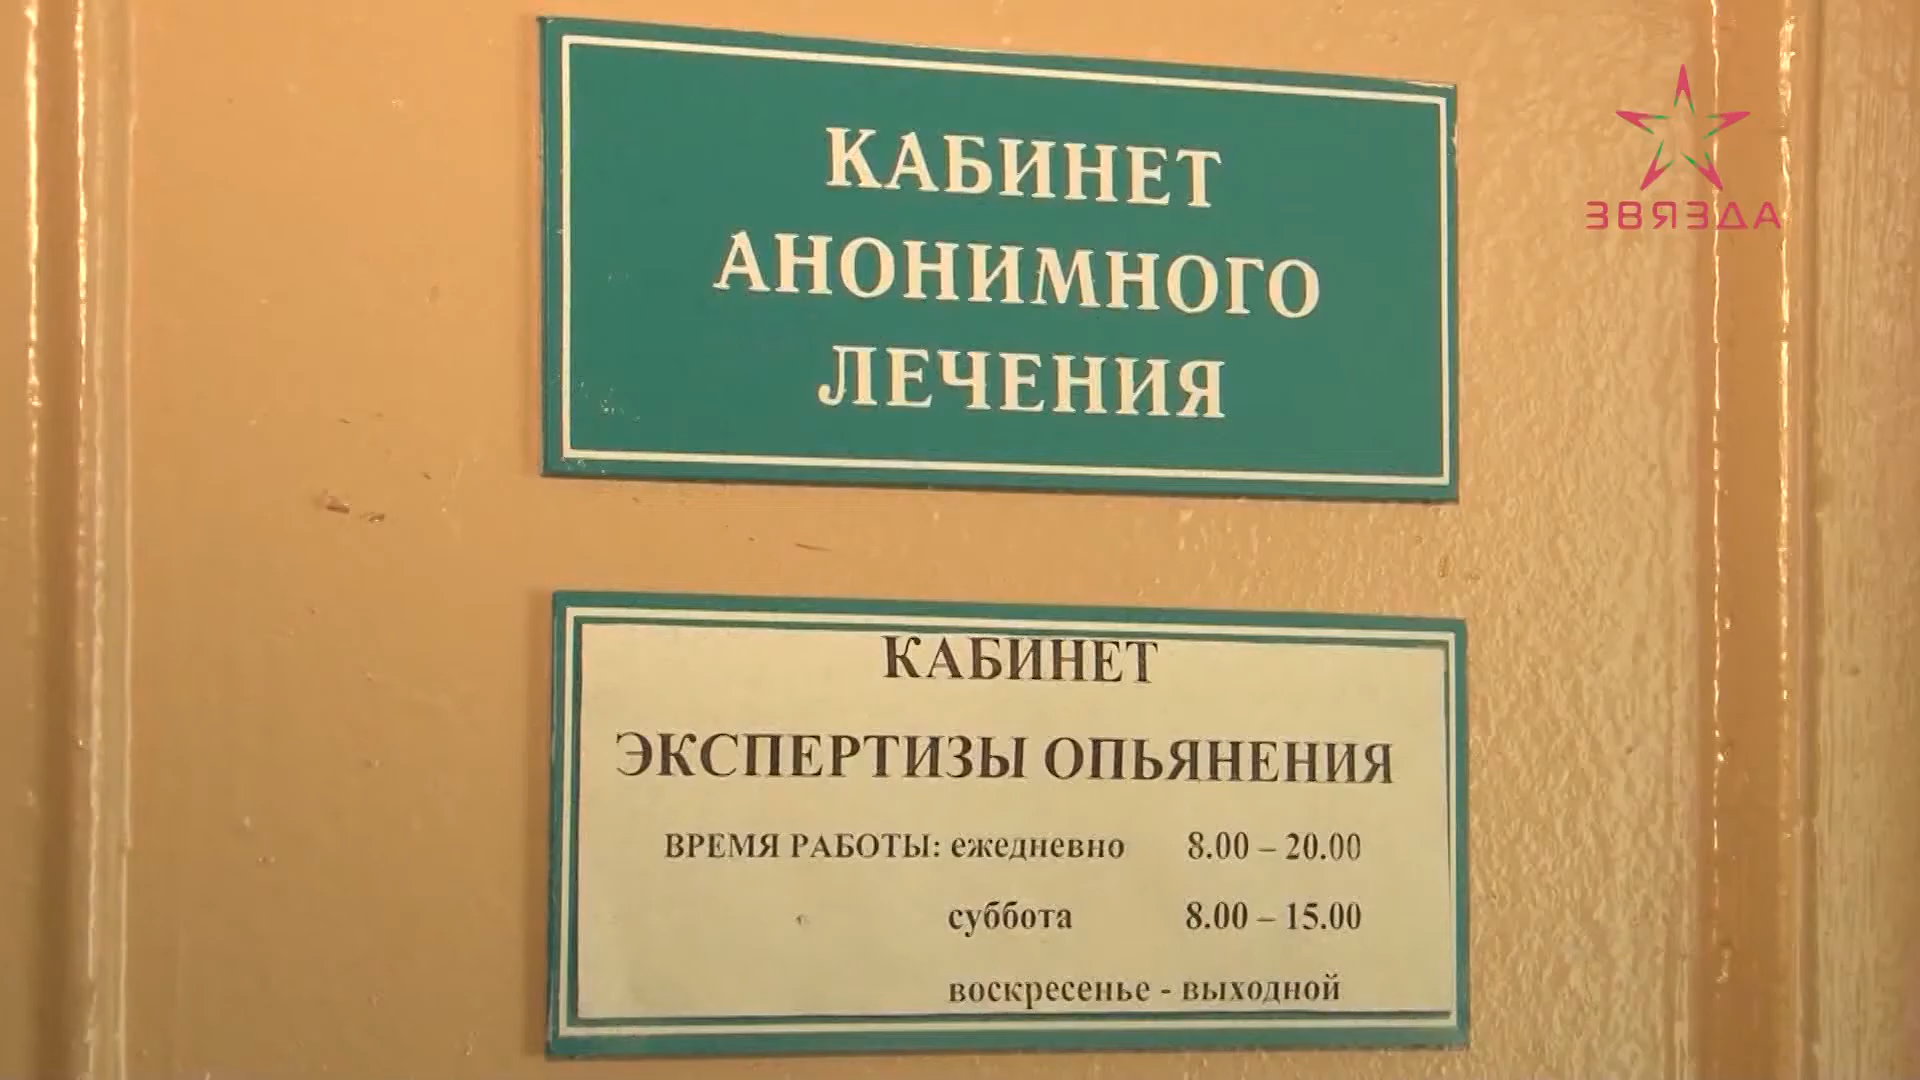 КАБИНЕТ
АНОНИМНОГО
ЛЕЧЕНИЯ
ЗВЯЗДА
КАБИНЕТ
ЭКСПЕРТИЗЫ ОПЬЯНЕНИЯ
ВРЕМЯ РАБОТЫ: ежедневно 8.00 – 20.00
суббота 8.00 – 15.00
воскресенье - выходной